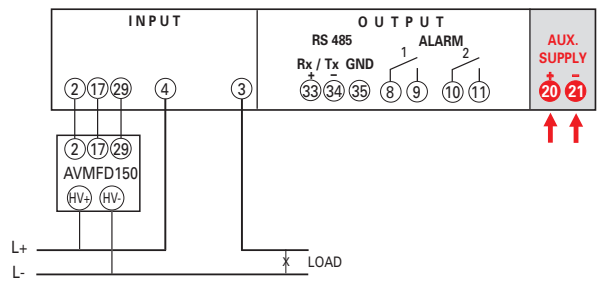 INPUT
OUTPUT
RS 485 ALARM
AUX. SUPPLY
1 2
Rx / Tx GND
+ − + −
2 17 29 4 3 33 34 35 8 9 10 11 20 21
2 17 29
AVMFD150
HV+ HV-
L+
X LOAD
L-